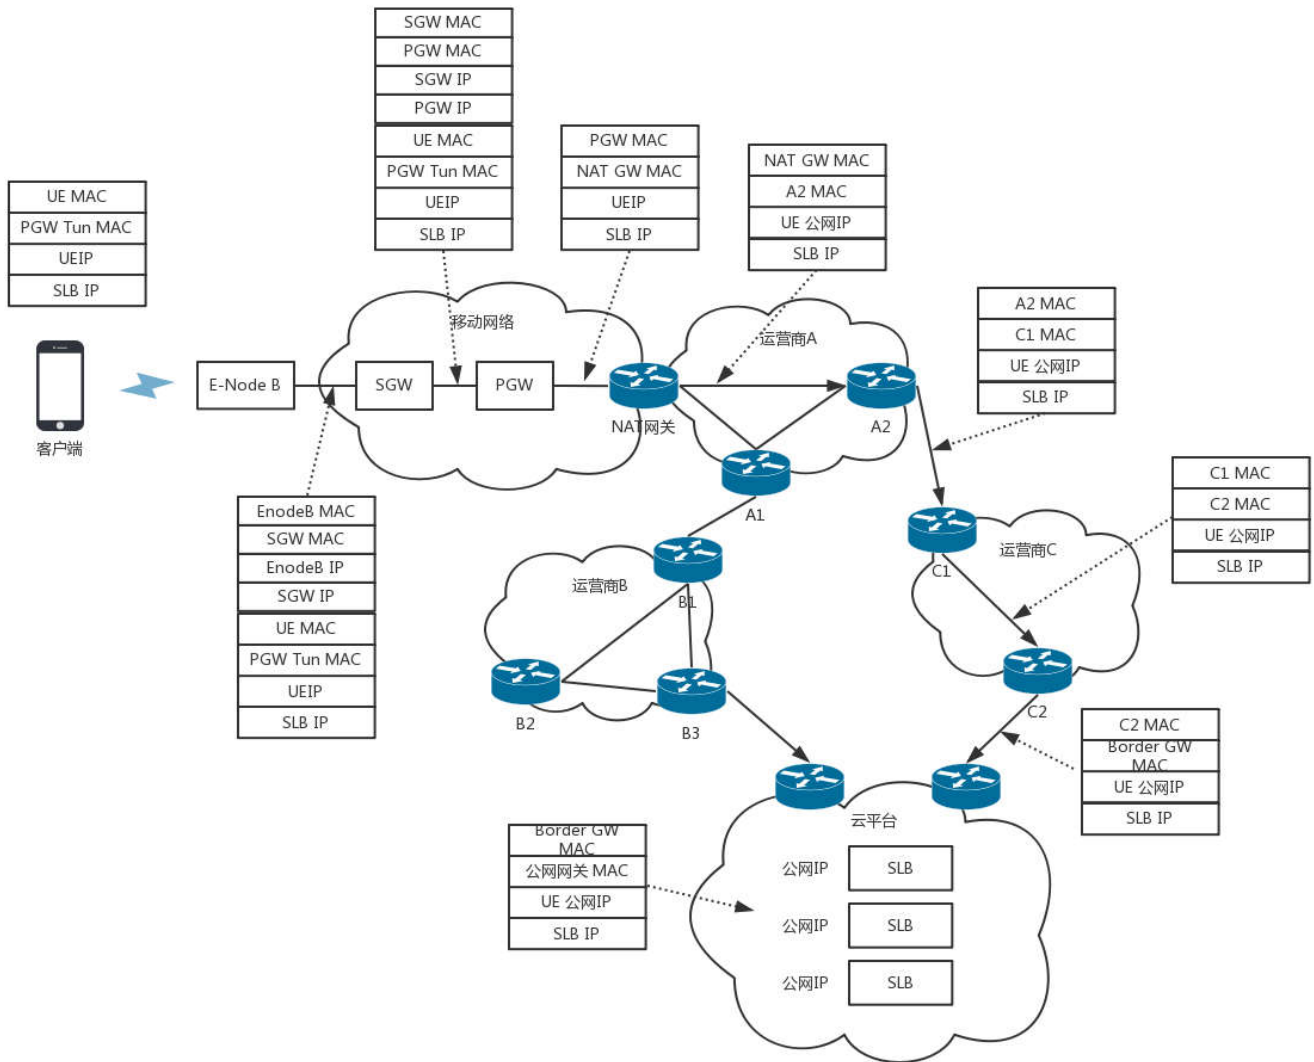 SGW MAC
PGW MAC
SGW IP
PGW IP
UE MAC
PGW Tun MAC
UEIP
SLB IP
PGW MAC
NAT GW MAC
UEIP
SLB IP
NAT GW MAC
A2 MAC
UE 公网IP
SLB IP
UE MAC
PGW Tun MAC
UEIP
SLB IP
A2 MAC
C1 MAC
UE 公网IP
SLB IP
移动网络
运营商A
E-Node B
SGW
PGW
NAT网关
A2
客户端
A1
C1 MAC
C2 MAC
UE 公网IP
SLB IP
EnodeB MAC
SGW MAC
EnodeB IP
SGW IP
UE MAC
PGW Tun MAC
UEIP
SLB IP
运营商B
B1
B2
B3
运营商C
C1
C2
C2 MAC
Border GW
MAC
UE 公网IP
SLB IP
Border GW
MAC
公网网关 MAC
UE 公网IP
SLB IP
云平台
公网IP
SLB
公网IP
SLB
公网IP
SLB